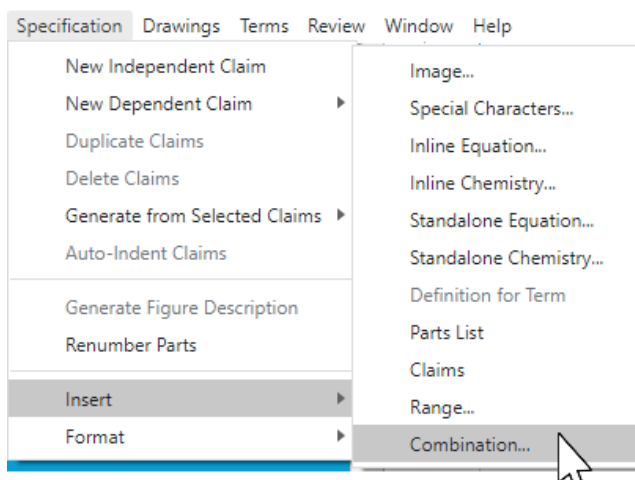 Specification Drawings Terms Review Window Help
New Independent Claim
New Dependent Claim
Duplicate Claims
Delete Claims
Generate from Selected Claims
Auto-Indent Claims
Generate Figure Description
Renumber Parts
Insert
Format
Image...
Special Characters...
Inline Equation...
Inline Chemistry...
Standalone Equation...
Standalone Chemistry...
Definition for Term
Parts List
Claims
Range...
Combination...